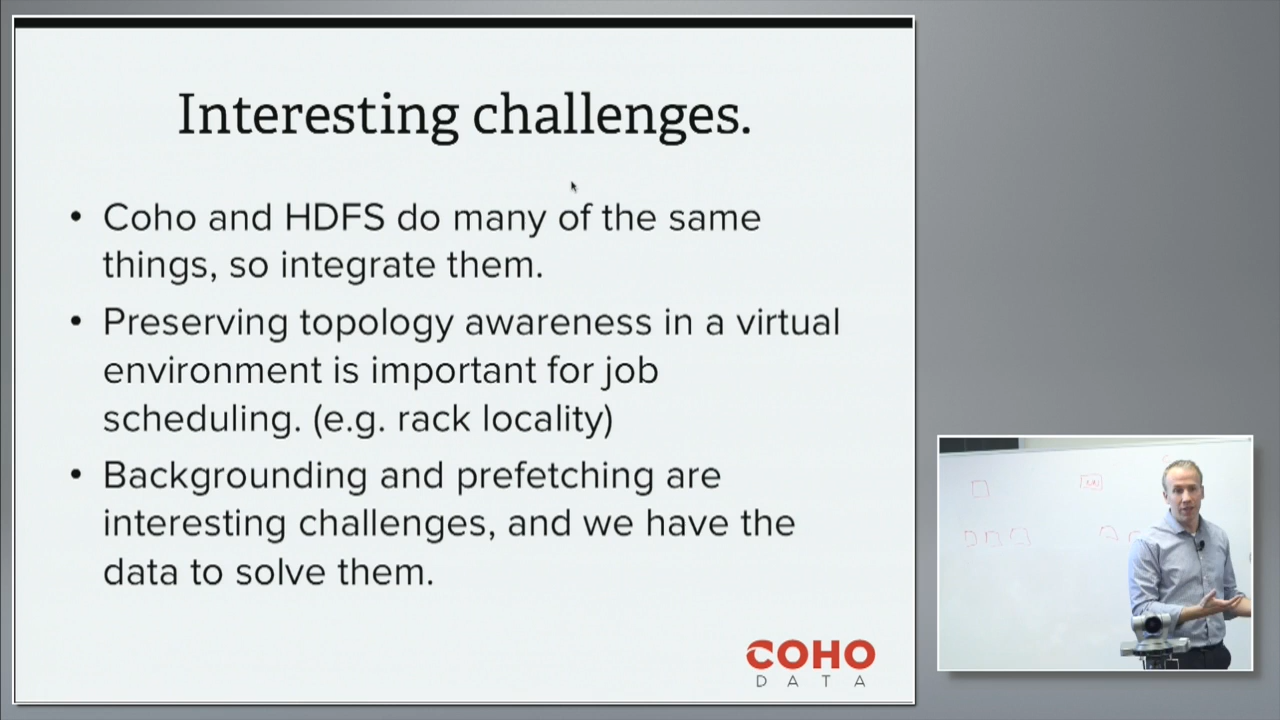 Interesting challenges.
• Coho and HDFS do many of the same
things, so integrate them.
• Preserving topology awareness in a virtual
environment is important for job
scheduling. (e.g. rack locality)
• Backgrounding and prefetching are
interesting challenges, and we have the
data to solve them.
COHO
DATA